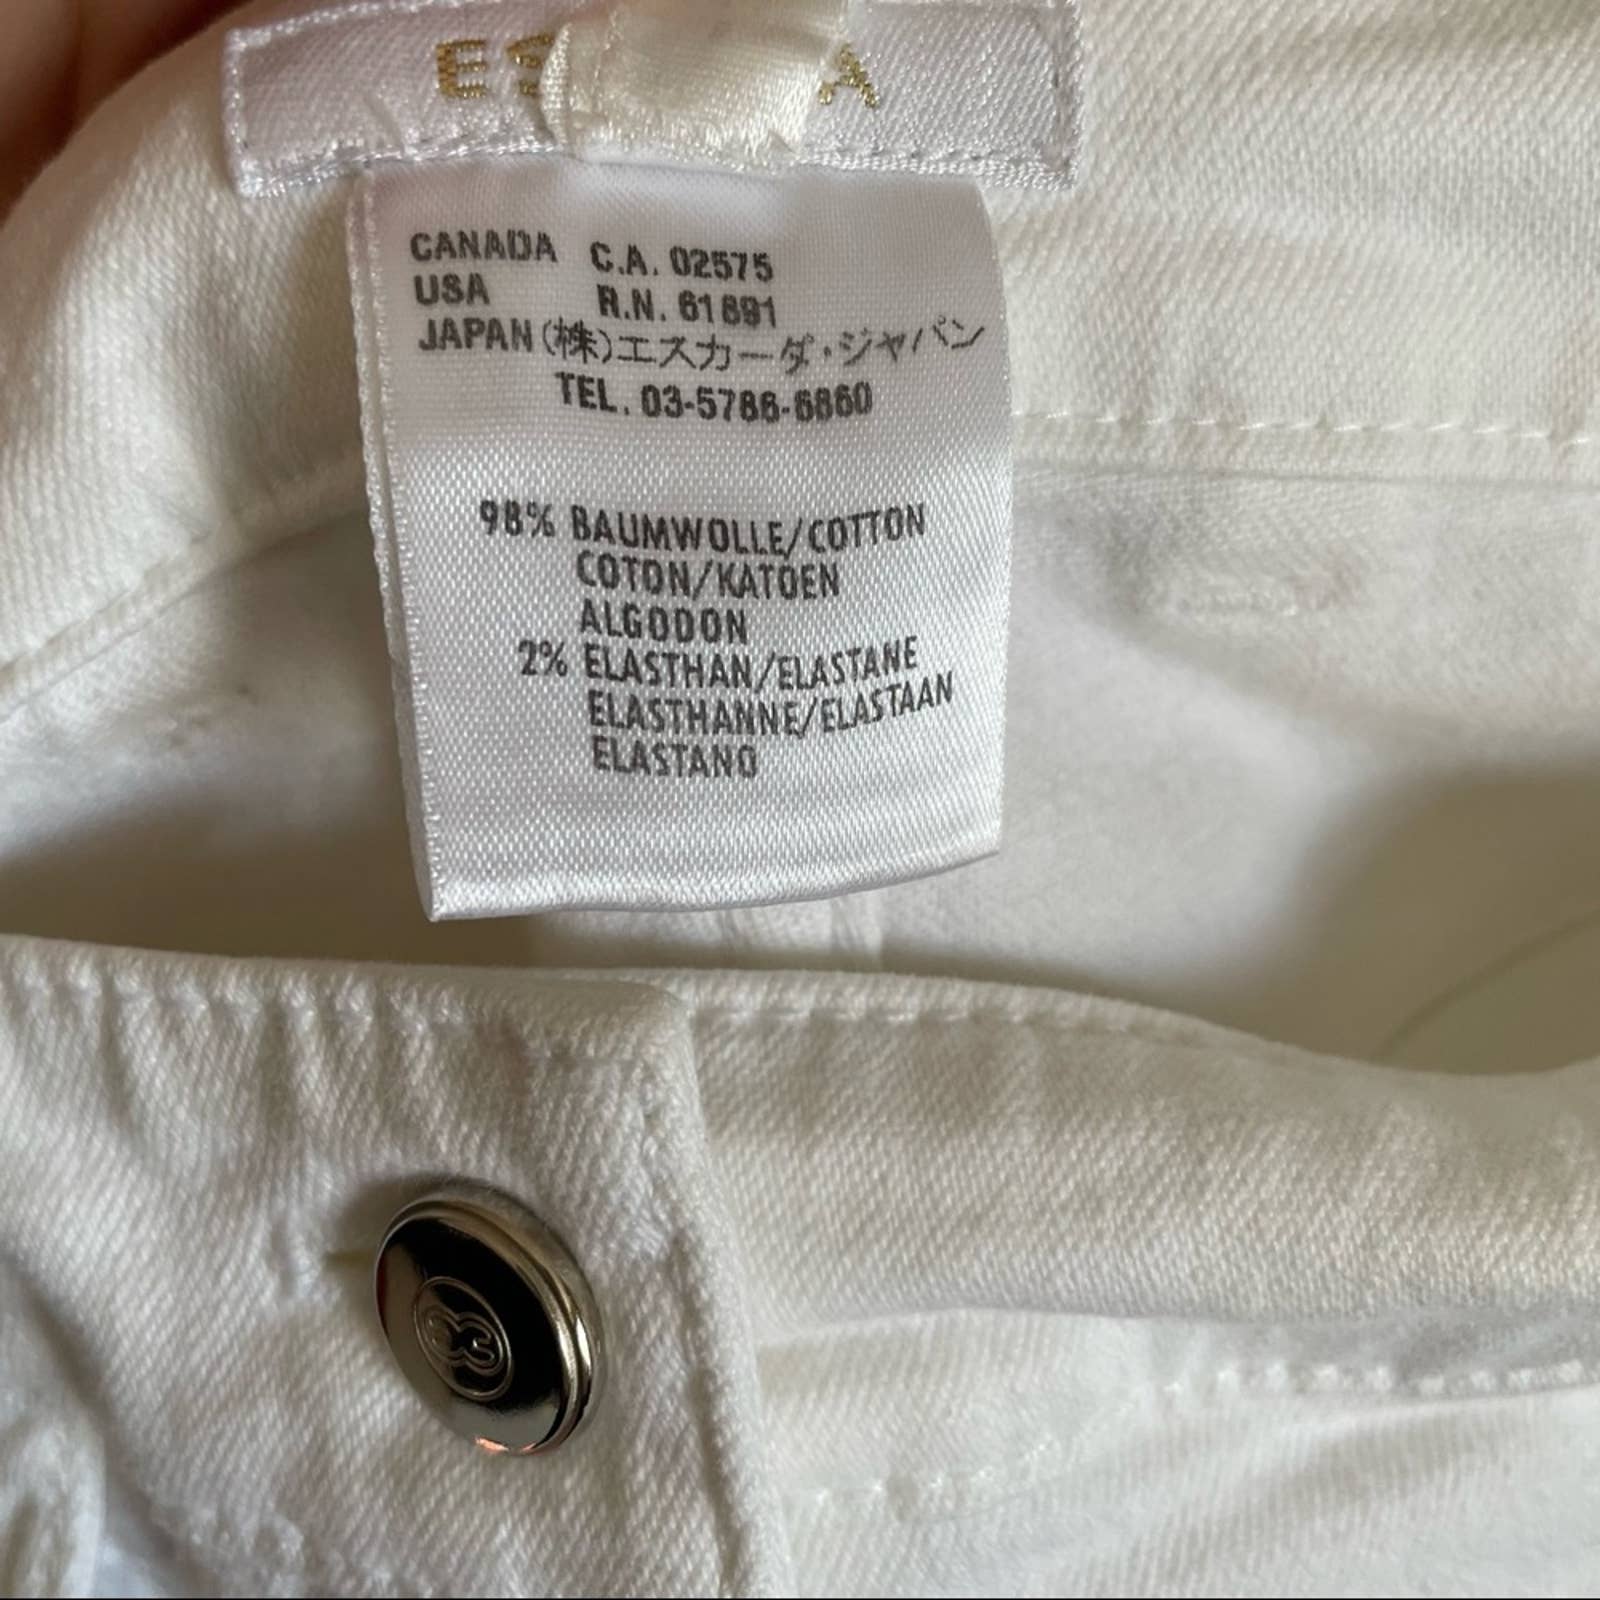 CANADA C.A. 02575
USA R.N. 61891
JAPAN (株)エスカーダ・ジャパン
TEL. 03-5786-6860
98% BAUMWOLLE/COTTON
COTON/KATOEN
ALGODON
2% ELASTHAN/ELASTANE
ELASTHANNE/ELASTAAN
ELASTANO